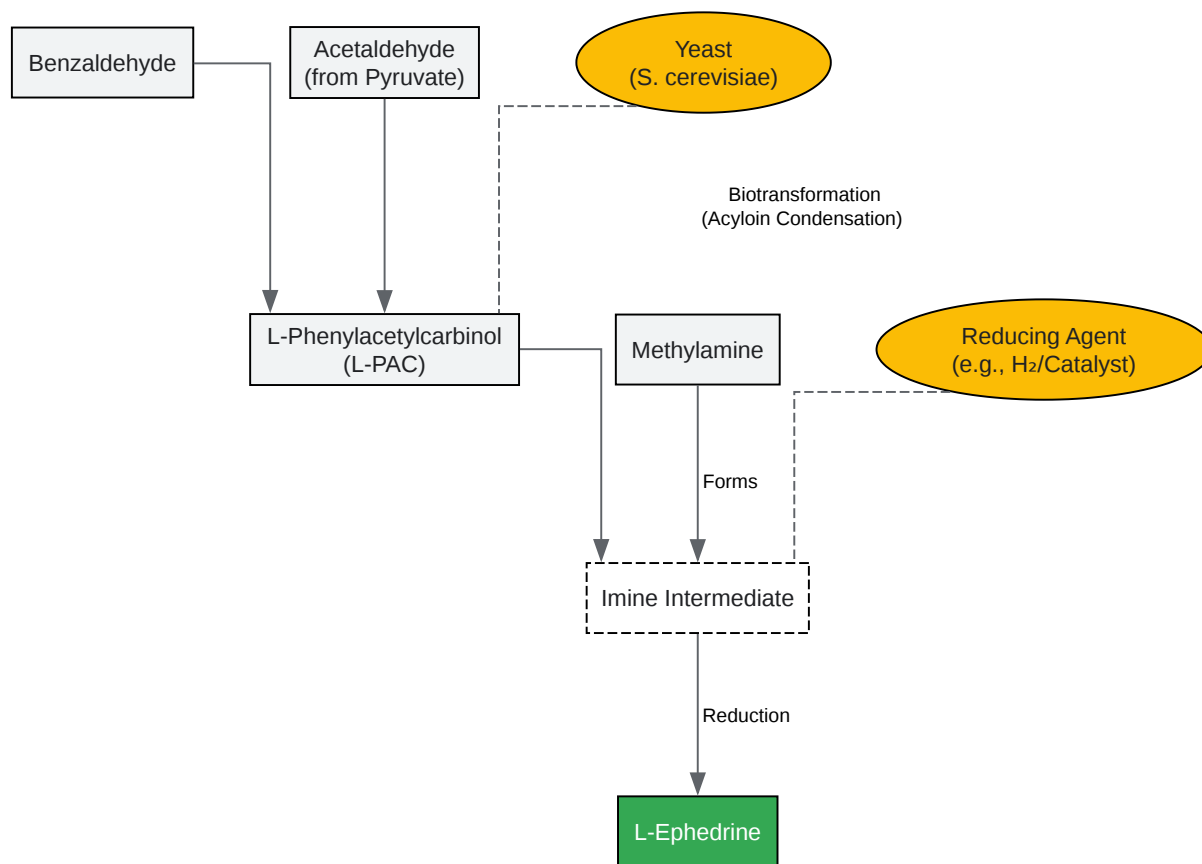 Benzaldehyde
Acetaldehyde
(from Pyruvate)
Yeast
(S. cerevisiae)
Biotransformation
(Acyloin Condensation)
L-Phenylacetylcarbinol
(L-PAC)
Methylamine
Reducing Agent
(e.g., H₂/Catalyst)
Forms
Imine Intermediate
Reduction
L-Ephedrine